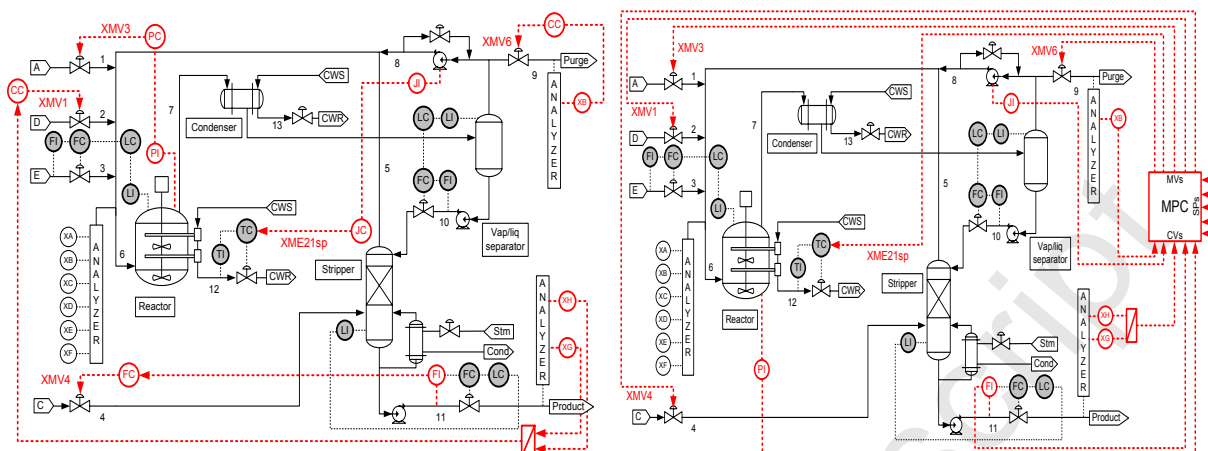 XMV3
PC
CC
XMV6
A
1
8
9
Purge
CC
JI
XMV1
D
2
7
CWS
13
CWR
Condenser
XB
ANALYZER
FI
FC
LC
PI
LC
LI
E
3
5
LI
FC
FI
10
Vap/liq
separator
CWS
TC
JC
XME21sp
TI
12
CWR
6
Reactor
Stripper
XA
XB
XC
XD
XE
XF
ANALYZER
LI
Stm
Cond
ANALYZER
XH
XG
XMV4
FC
FI
FC
LC
C
4
11
Product
XMV3
XMV6
A
1
8
9
Purge
JI
XMV1
D
2
7
CWS
13
CWR
Condenser
XB
ANALYZER
FI
FC
LC
LC
LI
E
3
5
LI
FC
FI
10
Vap/liq
separator
MVs
MPC
SPs
CVs
CWS
TC
XME21sp
TI
12
CWR
6
Reactor
Stripper
XA
XB
XC
XD
XE
XF
ANALYZER
LI
Stm
Cond
ANALYZER
XH
XG
PI
XMV4
FI
FC
LC
C
4
11
Product
script